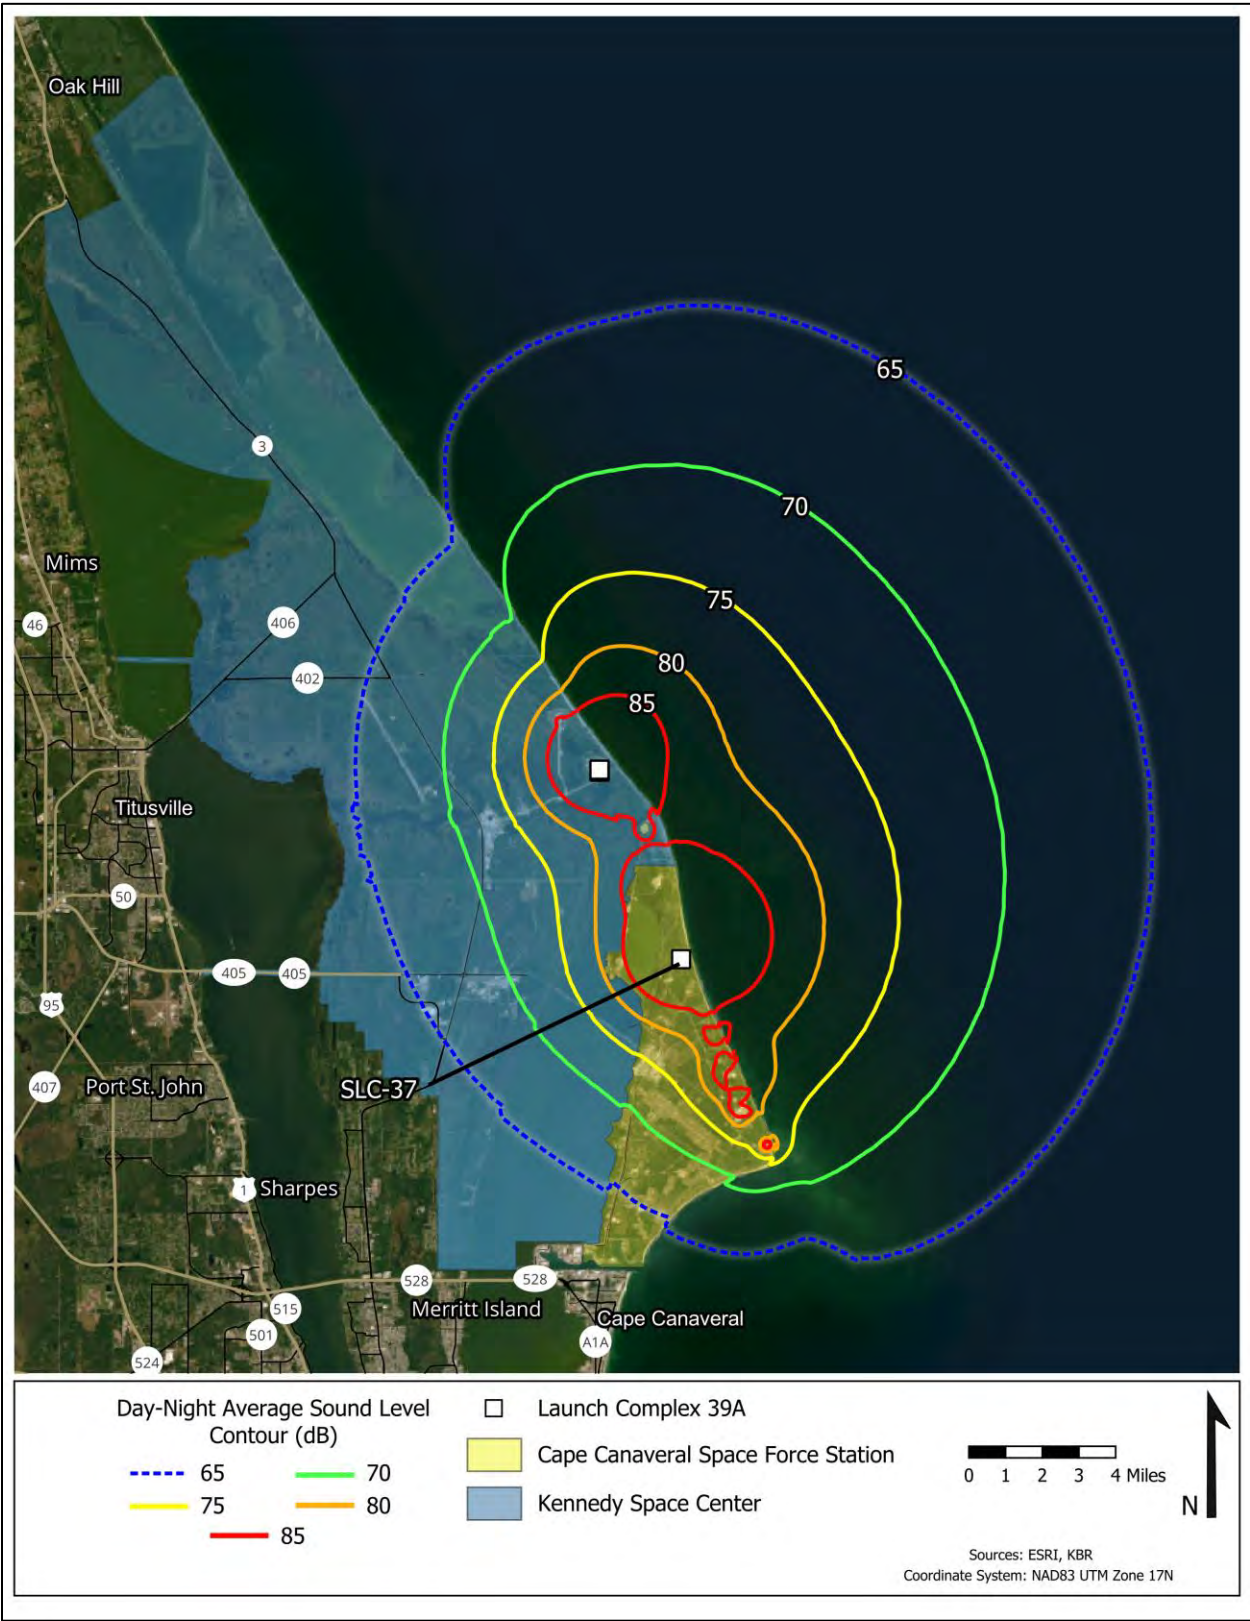 Oak Hill
65
3
70
Mims
75
46
406
80
402
85
Titusville
50
405
405
95
407
Port St. John
SLC-37
1
Sharpes
528
528
Merritt Island
515
Cape Canaveral
501
A1A
524
Day-Night Average Sound Level
Contour (dB)
65
70
75
80
85
Launch Complex 39A
Cape Canaveral Space Force Station
Kennedy Space Center
0 1 2 3 4 Miles
N
Sources: ESRI, KBR
Coordinate System: NAD83 UTM Zone 17N